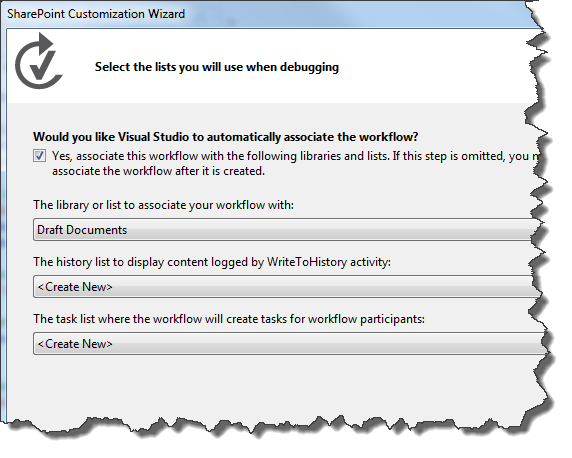 SharePoint Customization Wizard
Select the lists you will use when debugging
Would you like Visual Studio to automatically associate the workflow?
Yes, associate this workflow with the following libraries and lists. If this step is omitted, you
associate the workflow after it is created.
The library or list to associate your workflow with:
Draft Documents
The history list to display content logged by WriteToHistory activity:
<Create New>
The task list where the workflow will create tasks for workflow participants:
<Create New>